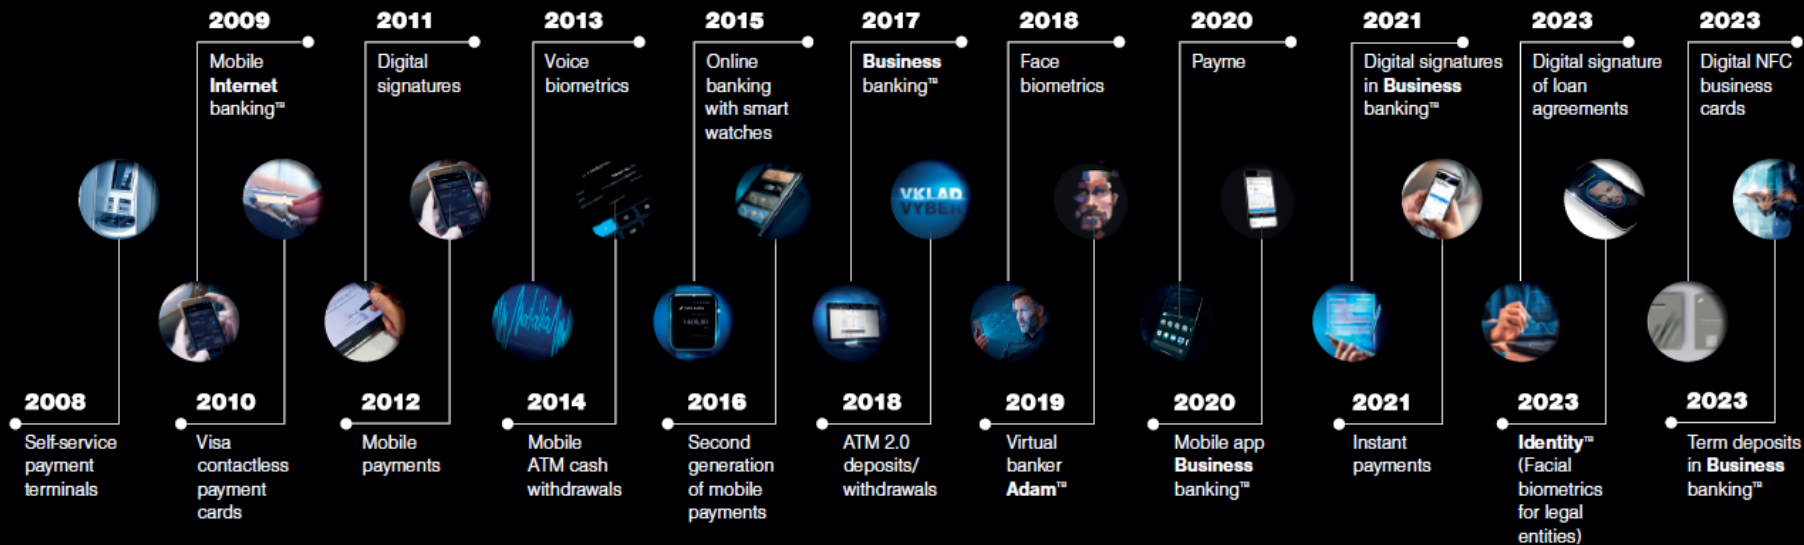 2009
Mobile
Internet
banking™
2011
Digital
signatures
2013
Voice
biometrics
2015
Online
banking
with smart
watches
2017
Business
banking™
2018
Face
biometrics
2020
Payme
2021
Digital signatures
in Business
banking™
2023
Digital signature
of loan
agreements
2023
Digital NFC
business
cards
VKLAD
VYBER
2008
Self-service
payment
terminals
2010
Visa
contactless
payment
cards
2012
Mobile
payments
2014
Mobile
ATM cash
withdrawals
2016
Second
generation
of mobile
payments
2018
ATM 2.0
deposits/
withdrawals
2019
Virtual
banker
Adam™
2020
Mobile app
Business
banking™
2021
Instant
payments
2023
Identity™
(Facial
biometrics
for legal
entities)
2023
Term deposits
in Business
banking™